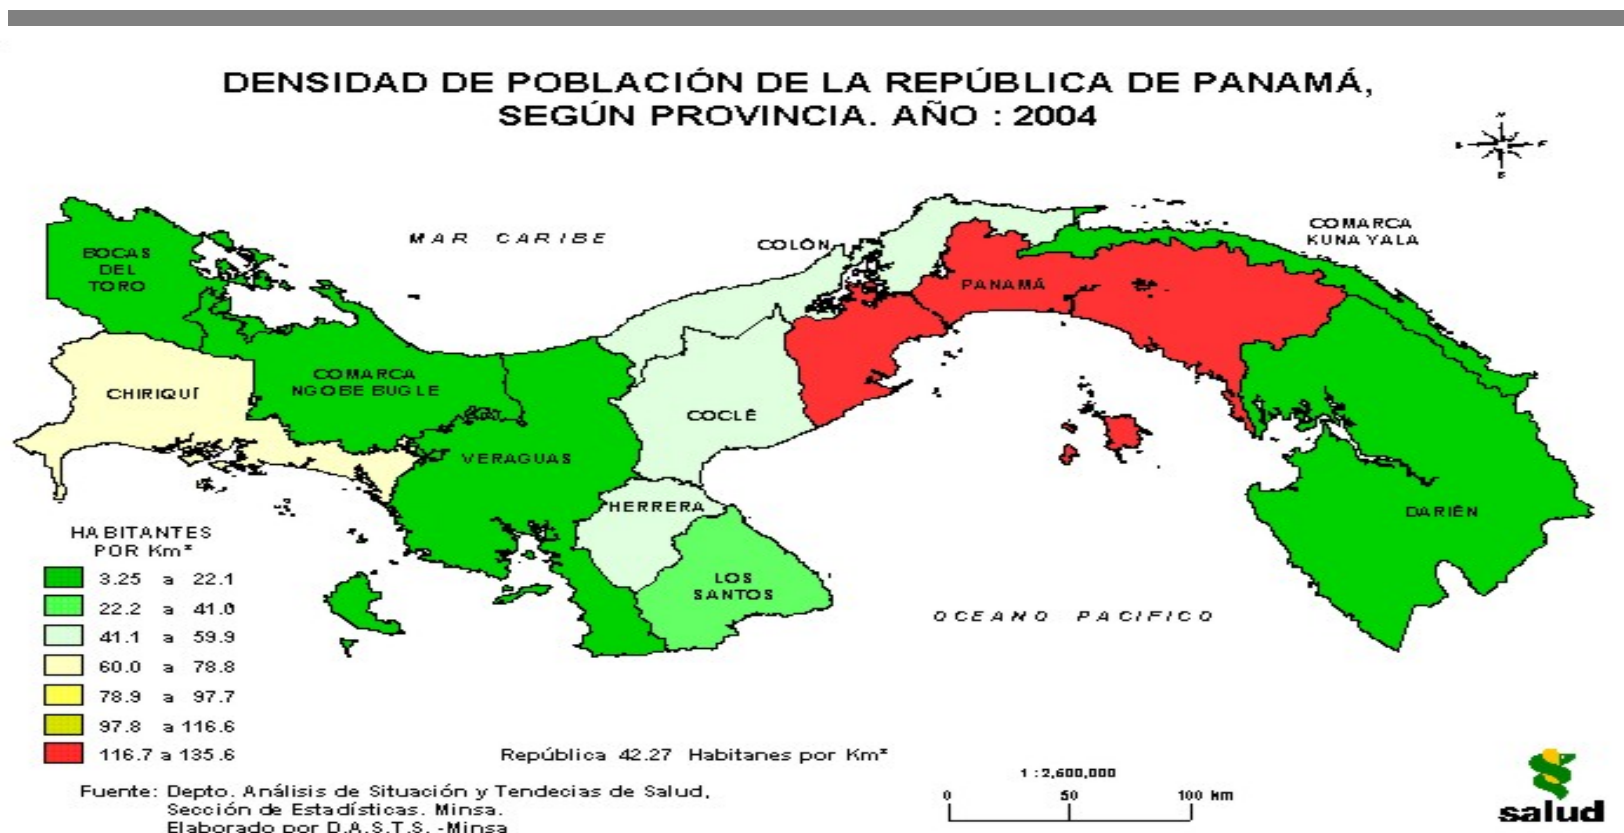 DENSIDAD DE POBLACIÓN DE LA REPÚBLICA DE PANAMÁ,
SEGÚN PROVINCIA. AÑO : 2004
MAR CARIBE
COLÓN
COMARCA
KUNA YALA
BOCAS
DEL
TORO
PANAMÁ
CHIRIQUÍ
COMARCA
NGOBE BUGLE
COCLÉ
VERAGUAS
HERRERA
DARIÉN
LOS
SANTOS
OCEANO PACIFICO
HABITANTES
POR Km²
3.25 a 22.1
22.2 a 41.0
41.1 a 59.9
60.0 a 78.8
78.9 a 97.7
97.8 a 116.6
116.7 a 135.6
República 42.27 Habitanes por Km²
1 : 2,600,000
0 50 100 km
Fuente: Depto. Análisis de Situación y Tendecias de Salud,
Sección de Estadísticas. Minsa.
Elaborado por D.A.S.T.S. -Minsa
salud